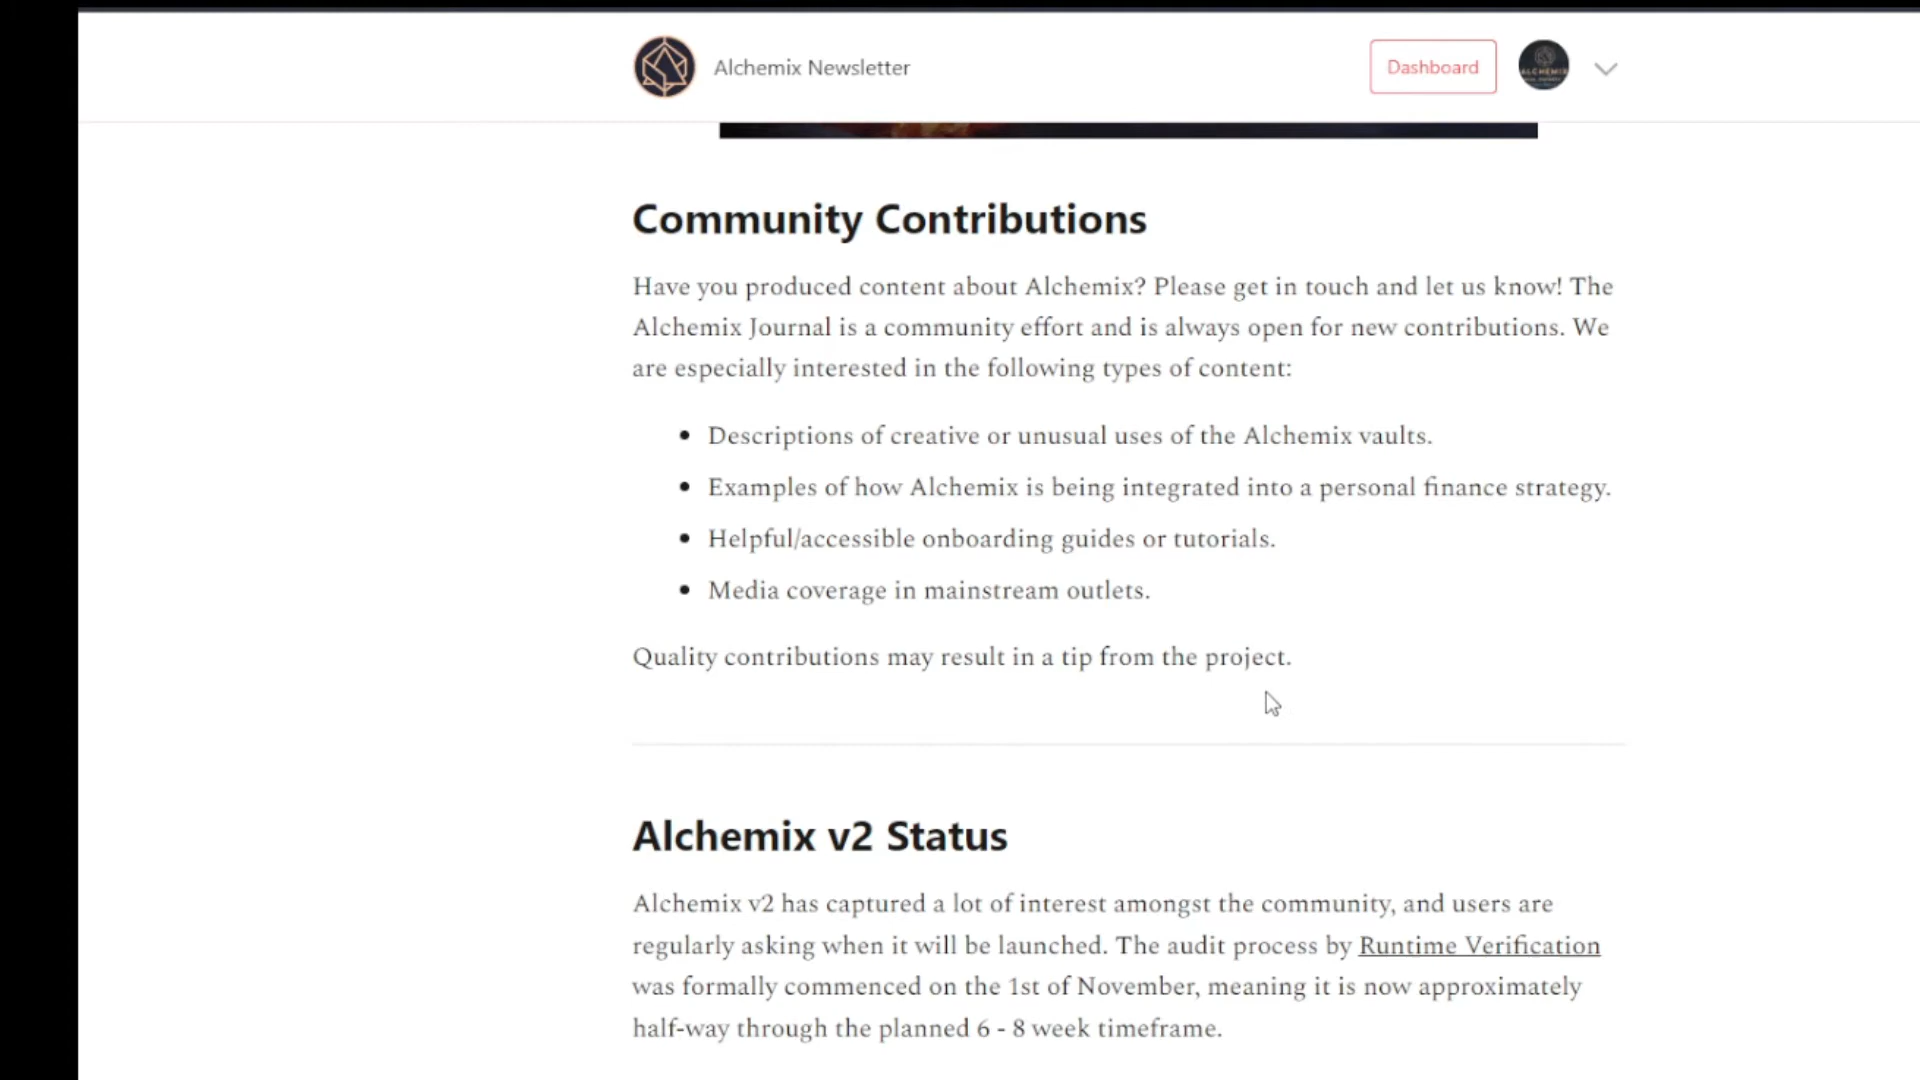 Alchemix Newsletter
Dashboard
ALCHEMIX
Community Contributions
Have you produced content about Alchemix? Please get in touch and let us know! The
Alchemix Journal is a community effort and is always open for new contributions. We
are especially interested in the following types of content:
Descriptions of creative or unusual uses of the Alchemix vaults.
Examples of how Alchemix is being integrated into a personal finance strategy.
Helpful/accessible onboarding guides or tutorials.
Media coverage in mainstream outlets.
Quality contributions may result in a tip from the project.
Alchemix v2 Status
Alchemix v2 has captured a lot of interest amongst the community, and users are
regularly asking when it will be launched. The audit process by Runtime Verification
was formally commenced on the 1st of November, meaning it is now approximately
half-way through the planned 6 - 8 week timeframe.